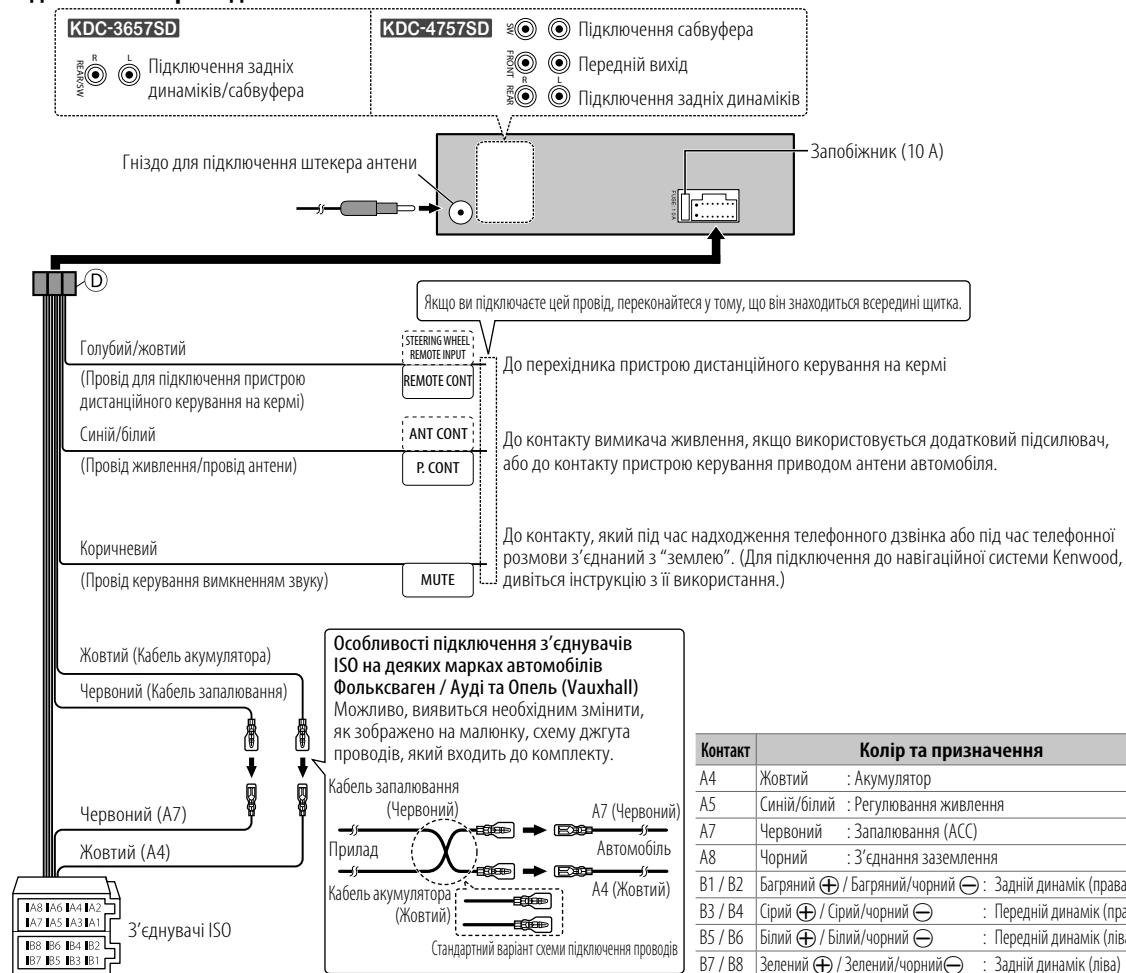 KDC-3657SD
R L
REAR/SW
Підключення задніх
динаміків/сабвуфера
KDC-4757SD
SW
Підключення сабвуфера
FRONT
Передній вихід
R L
REAR
Підключення задніх динаміків
Гніздо для підключення штекера антени
Запобіжник (10 A)
FUSE 10A
D
Якщо ви підключаєте цей провід, переконайтеся у тому, що він знаходиться всередині щитка.
Голубий/жовтий
(Провід для підключення пристрою
дистанційного керування на кермі)
STEERING WHEEL
REMOTE INPUT
REMOTE CONT
До перехідника пристрою дистанційного керування на кермі
Синій/білий
(Провід живлення/провід антени)
ANT CONT
P. CONT
До контакту вимикача живлення, якщо використовується додатковий підсилювач,
або до контакту пристрою керування приводом антени автомобіля.
Коричневий
(Провід керування вимкненням звуку)
MUTE
До контакту, який під час надходження телефонного дзвінка або під час телефонної
розмови з’єднаний з “землею”. (Для підключення до навігаційної системи Kenwood,
дивіться інструкцію з її використання.)
Жовтий (Кабель акумулятора)
Червоний (Кабель запалювання)
Червоний (A7)
Жовтий (A4)
A8 A6 A4 A2
A7 A5 A3 A1
B8 B6 B4 B2
B7 B5 B3 B1
З’єднувачі ISO
Особливості підключення з’єднувачів
ISO на деяких марках автомобілів
Фольксваген / Ауді та Опель (Vauxhall)
Можливо, виявиться необхідним змінити,
як зображено на малюнку, схему джгута
проводів, який входить до комплекту.
Кабель запалювання
(Червоний)
A7 (Червоний)
Прилад
Автомобіль
Кабель акумулятора
(Жовтий)
A4 (Жовтий)
Стандартний варіант схеми підключення проводів
Контакт Колір та призначення
A4 Жовтий : Акумулятор
A5 Синій/білий : Регулювання живлення
A7 Червоний : Запалювання (ACC)
A8 Чорний : З’єднання заземлення
B1 / B2 Багряний ⊕ / Багряний/чорний ⊖ : Задній динамік (права
B3 / B4 Сірий ⊕ / Сірий/чорний ⊖ : Передній динамік (пра
B5 / B6 Білий ⊕ / Білий/чорний ⊖ : Передній динамік (ліва
B7 / B8 Зелений ⊕ / Зелений/чорний ⊖ : Задній динамік (ліва)